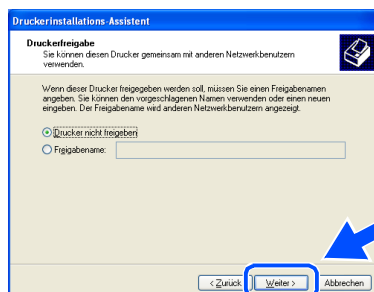 Druckerinstallations-Assistent
Druckerfreigabe
Sie können diesen Drucker gemeinsam mit anderen Netzwerkbenutzern
verwenden.
Wenn dieser Drucker freigegeben werden soll, müssen Sie einen Freigabenamen
angeben. Sie können den vorgeschlagenen Namen verwenden oder einen neuen
eingeben. Der Freigabename wird anderen Netzwerkbenutzern angezeigt.
Drucker nicht freigeben
Freigabename:
< Zurück Weiter > Abbrechen